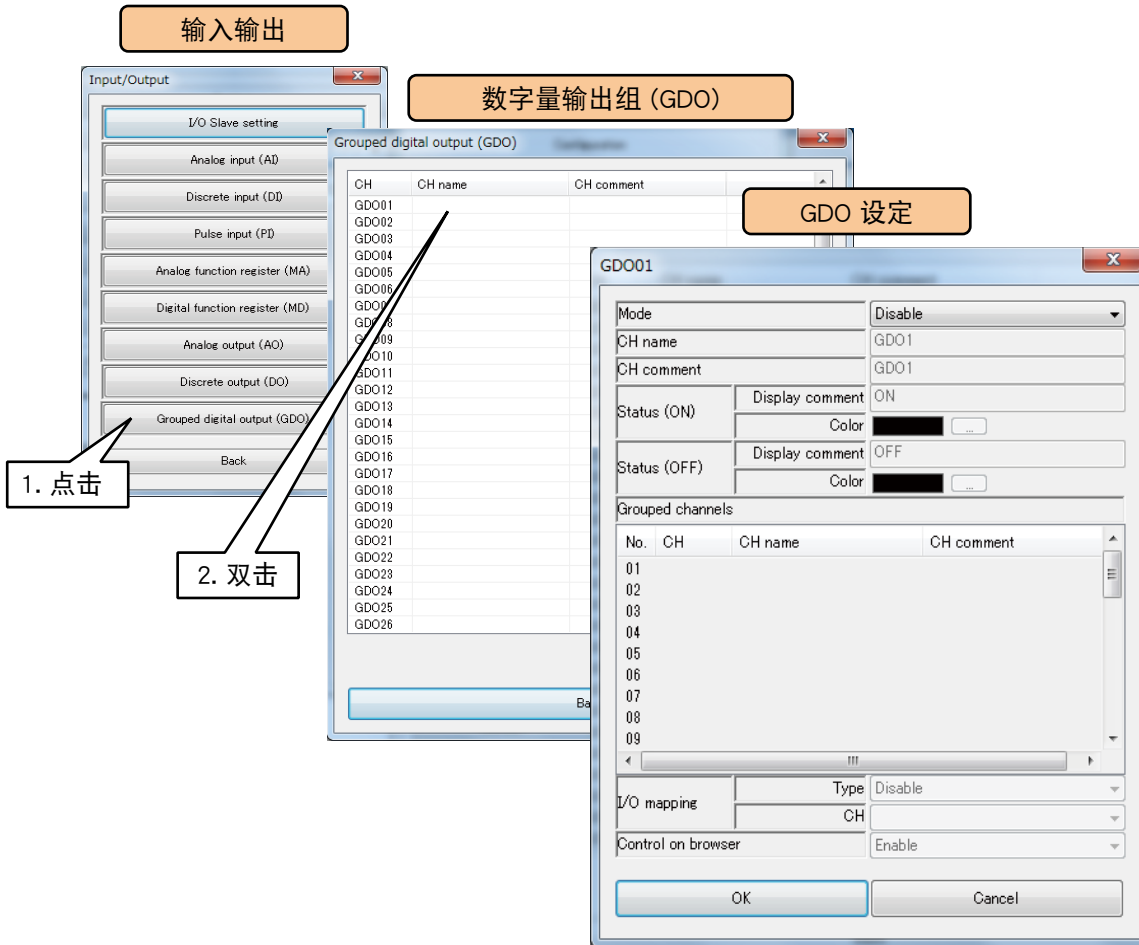 输入输出
Input/Output
I/O Slave setting
Analog input (AI)
Discrete input (DI)
Pulse input (PI)
Analog function register (MA)
Digital function register (MD)
Analog output (AO)
Discrete output (DO)
Grouped digital output (GDO)
Back
1. 点击
数字量输出组 (GDO)
Grouped digital output (GDO)
CH CH name CH comment
GDO01
GDO02
GDO03
GDO04
GDO05
GDO06
GDO10
GDO11
GDO12
GDO13
GDO14
GDO15
GDO16
GDO17
GDO18
GDO19
GDO20
GDO21
GDO22
GDO23
GDO24
GDO25
GDO26
2. 双击
GDO 设定
GDO01
Mode Disable
CH name GDO1
CH comment GDO1
Status (ON) Display comment ON
Color ...
Status (OFF) Display comment OFF
Color ...
Grouped channels
No. CH CH name CH comment
01
02
03
04
05
06
07
08
09
I/O mapping Type Disable
CH
Control on browser Enable
OK Cancel